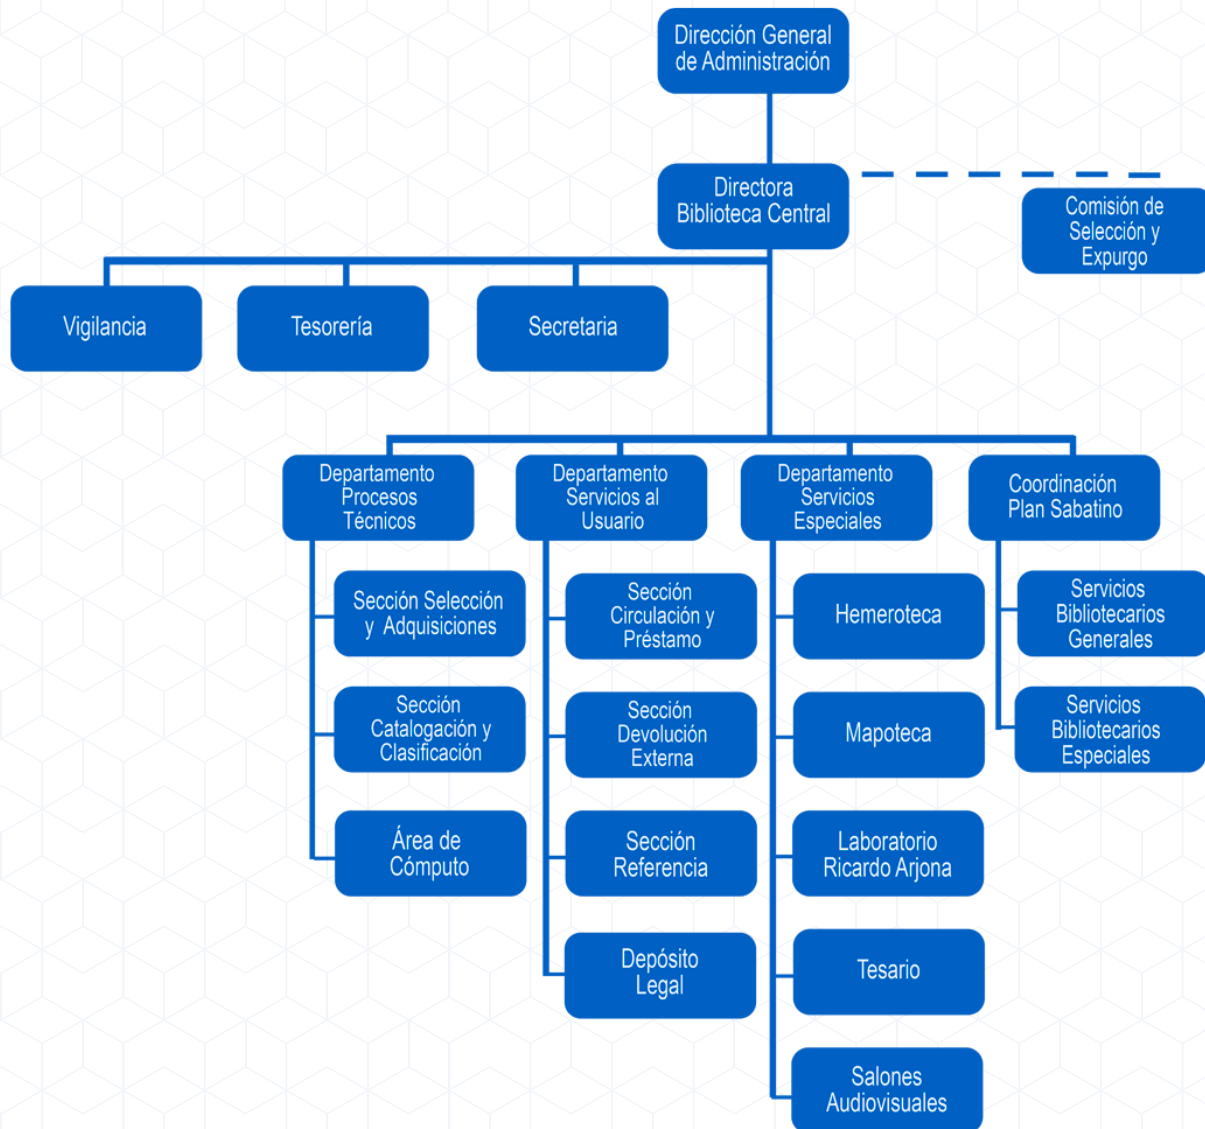 Dirección General
de Administración
Directora
Biblioteca Central
Comisión de
Selección y
Expurgo
Vigilancia
Tesorería
Secretaria
Departamento
Procesos
Técnicos
Departamento
Servicios al
Usuario
Departamento
Servicios
Especiales
Coordinación
Plan Sabatino
Sección Selección
y Adquisiciones
Sección
Catalogación y
Clasificación
Área de
Cómputo
Sección
Circulación y
Préstamo
Sección
Devolución
Externa
Sección
Referencia
Depósito
Legal
Hemeroteca
Mapoteca
Laboratorio
Ricardo Arjona
Tesario
Salones
Audiovisuales
Servicios
Bibliotecarios
Generales
Servicios
Bibliotecarios
Especiales